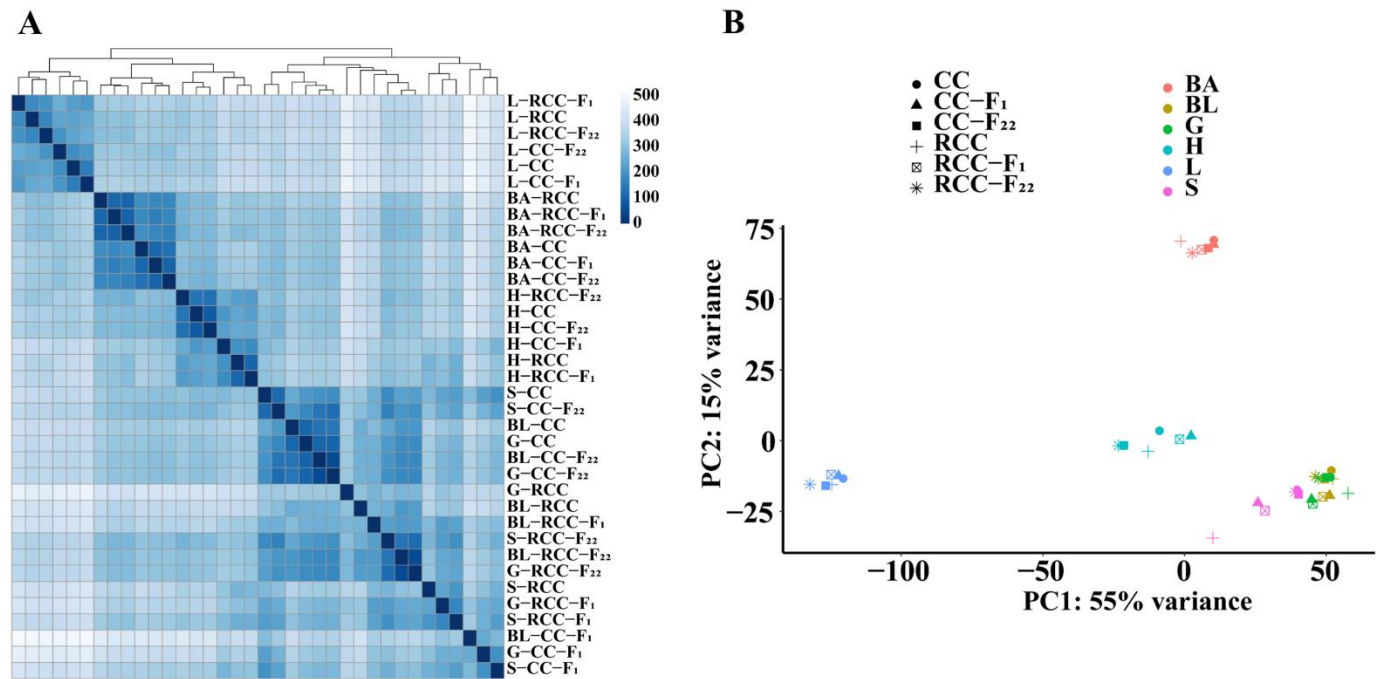 A
500
400
300
200
100
0
L−RCC−F₁
L−RCC
L−RCC−F₂₂
L−CC−F₂₂
L−CC
L−CC−F₁
BA−RCC
BA−RCC−F₁
BA−RCC−F₂₂
BA−CC
BA−CC−F₁
BA−CC−F₂₂
H−RCC−F₂₂
H−CC
H−CC−F₂₂
H−CC−F₁
H−RCC
H−RCC−F₁
S−CC
S−CC−F₂₂
BL−CC
G−CC
BL−CC−F₂₂
G−CC−F₂₂
G−RCC
BL−RCC
BL−RCC−F₁
S−RCC−F₂₂
BL−RCC−F₂₂
G−RCC−F₂₂
S−RCC
G−RCC−F₁
S−RCC−F₁
BL−CC−F₁
G−CC−F₁
S−CC−F₁
B
CC
CC−F₁
CC−F₂₂
RCC
RCC−F₁
RCC−F₂₂
BA
BL
G
H
L
S
PC2: 15% variance
75
50
25
0
−25
−100
−50
0
50
PC1: 55% variance